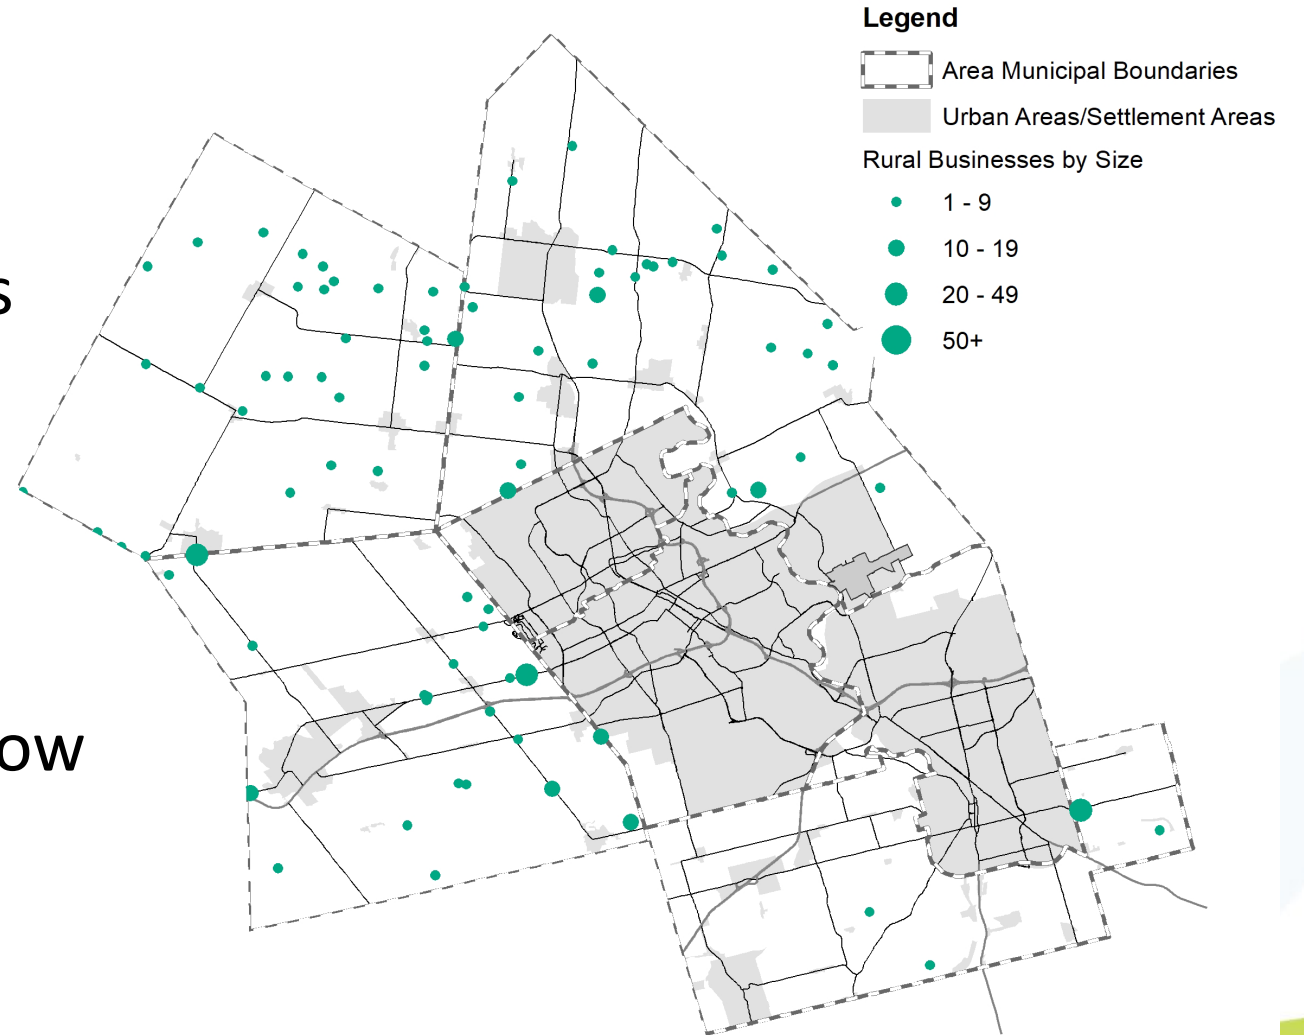 Legend
Area Municipal Boundaries
Urban Areas/Settlement Areas
Rural Businesses by Size
1 - 9
10 - 19
20 - 49
50+
s
ow